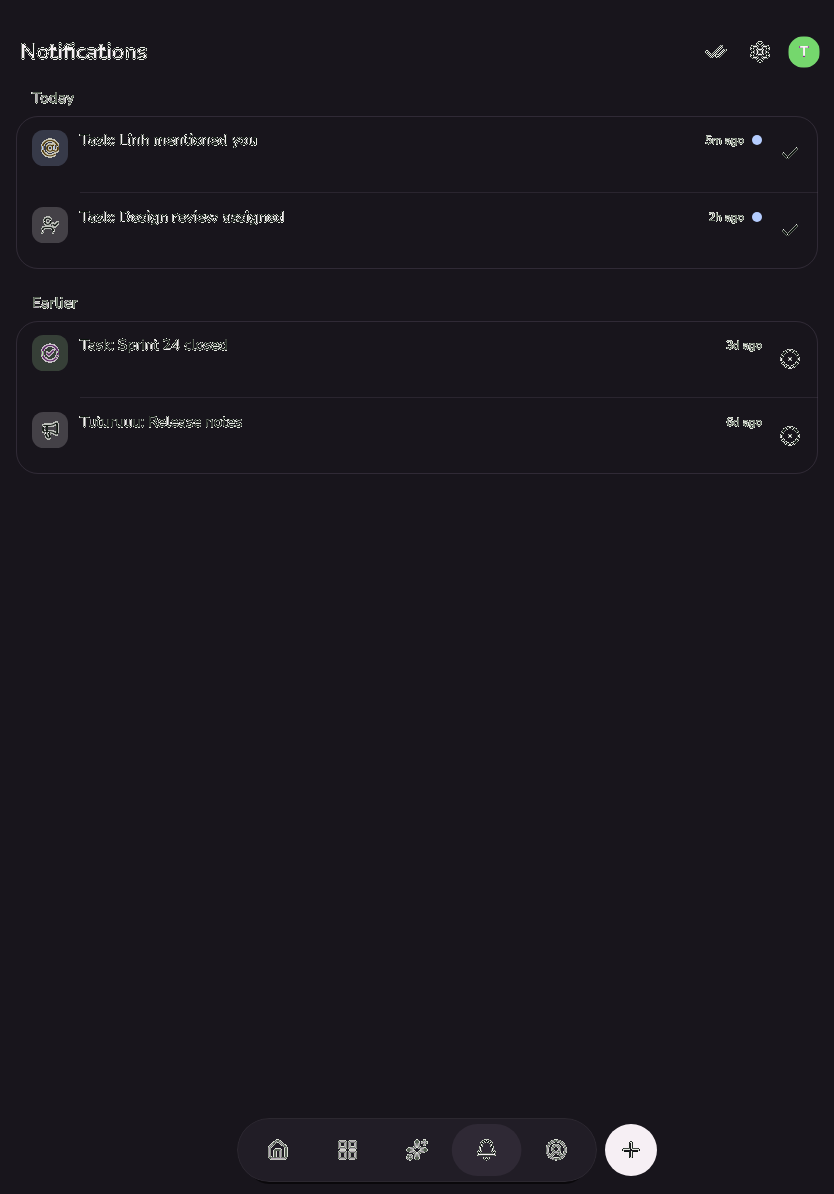 Notifications
T
Today
Task: Linh mentioned you
5m ago
Task: Design review assigned
2h ago
Earlier
Task: Sprint 24 closed
3d ago
Tuturuuu: Release notes
6d ago